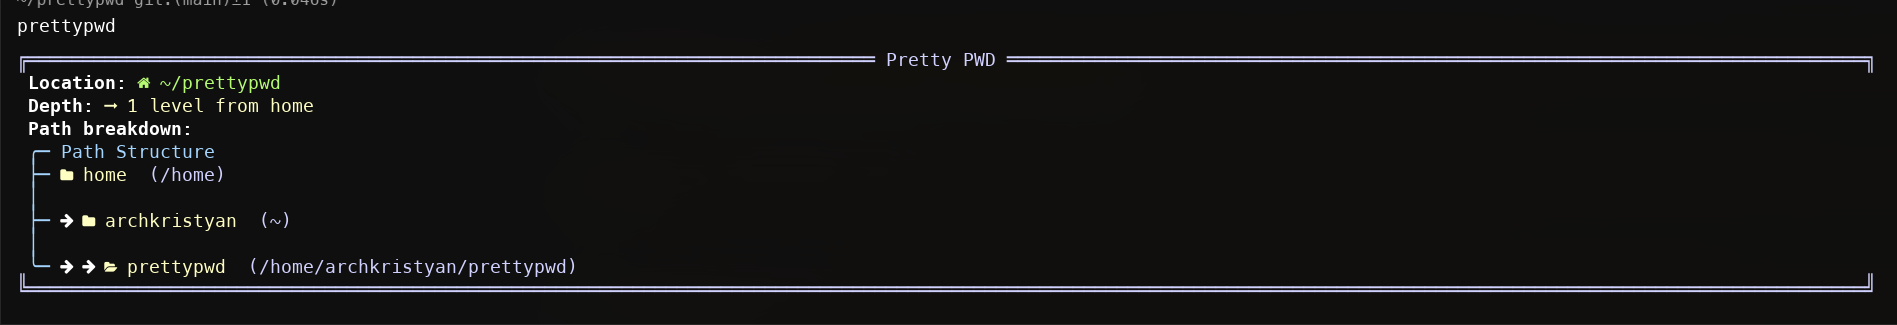 ~/prettypwd git:(main)±1 (0.046s)
prettypwd
Pretty PWD
Location: ~/prettypwd
Depth: → 1 level from home
Path breakdown:
Path Structure
home (/home)
→ archkristyan (~)
→ → prettypwd (/home/archkristyan/prettypwd)